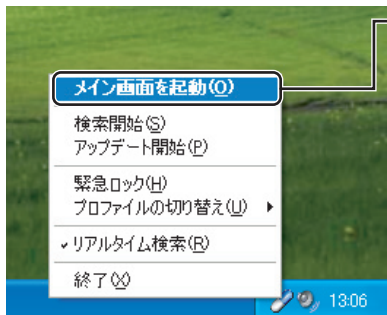 メイン画面を起動(O)
検索開始(S)
アップデート開始(P)
緊急ロック(H)
プロファイルの切り替え(U)
リアルタイム検索(R)
終了(X)
13:06